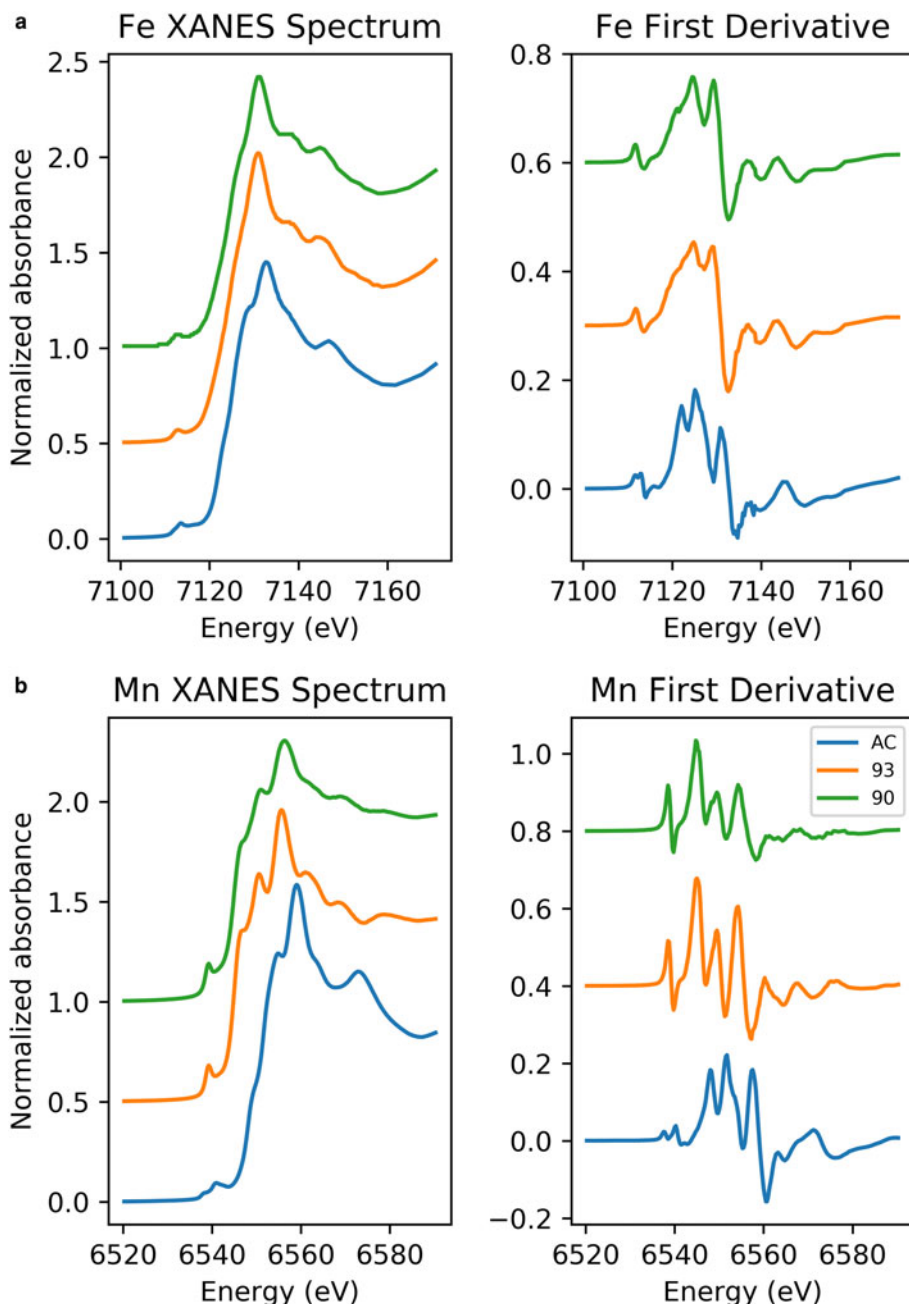 a
Fe XANES Spectrum
Fe First Derivative
Normalized absorbance
2.5
2.0
1.5
1.0
0.5
0.0
7100 7120 7140 7160
Energy (eV)
0.8
0.6
0.4
0.2
0.0
7100 7120 7140 7160
Energy (eV)
b
Mn XANES Spectrum
Mn First Derivative
Normalized absorbance
2.0
1.5
1.0
0.5
0.0
6520 6540 6560 6580
Energy (eV)
1.0
0.8
0.6
0.4
0.2
0.0
−0.2
AC
93
90
6520 6540 6560 6580
Energy (eV)